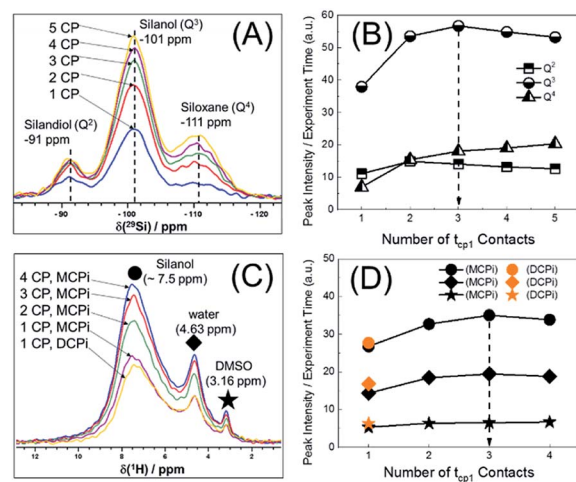 (A)
5 CP
4 CP
3 CP
2 CP
1 CP
Silanol (Q³)
-101 ppm
Silandiol (Q²)
-91 ppm
Siloxane (Q⁴)
-111 ppm
-90 -100 -110 -120
δ(²⁹Si) / ppm
(B)
Peak Intensity / Experiment Time (a.u.)
60
50
40
30
20
10
0
Q²
Q³
Q⁴
1 2 3 4 5
Number of t_cp1 Contacts
(C)
4 CP, MCPi
3 CP, MCPi
2 CP, MCPi
1 CP, MCPi
1 CP, DCPi
Silanol
(~ 7.5 ppm)
water
(4.63 ppm)
DMSO
(3.16 ppm)
12 10 8 6 4 2
δ(¹H) / ppm
(D)
Peak Intensity / Experiment Time (a.u.)
60
50
40
30
20
10
0
(MCPi) (DCPi)
(MCPi) (DCPi)
(MCPi) (DCPi)
1 2 3 4
Number of t_cp1 Contacts